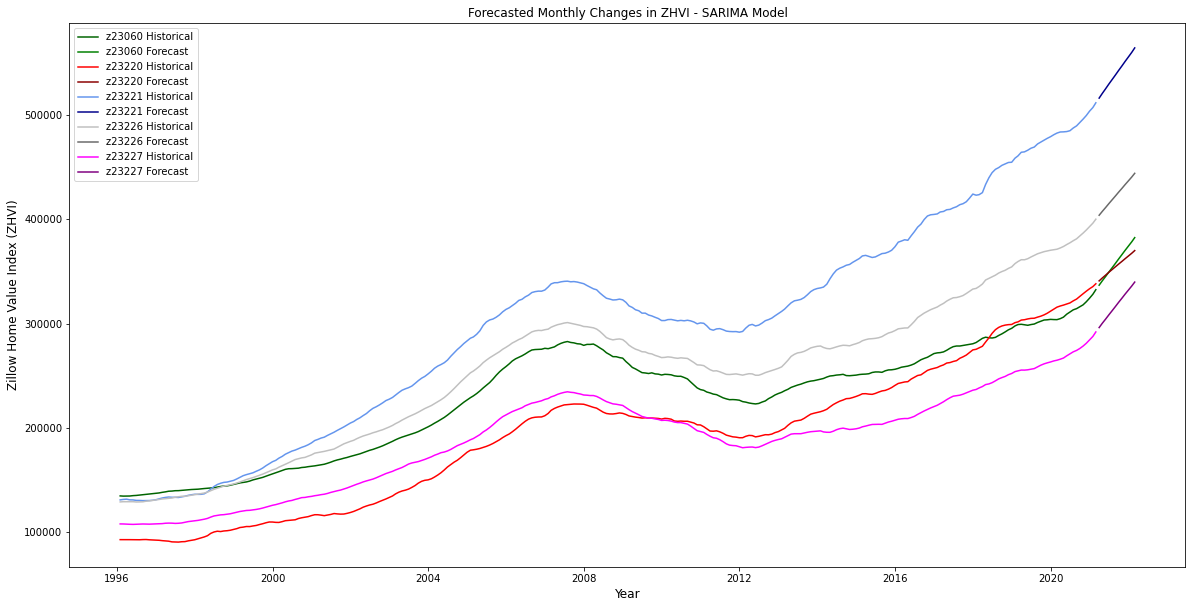 Forecasted Monthly Changes in ZHVI - SARIMA Model
z23060 Historical
z23060 Forecast
z23220 Historical
z23220 Forecast
z23221 Historical
z23221 Forecast
z23226 Historical
z23226 Forecast
z23227 Historical
z23227 Forecast
Zillow Home Value Index (ZHVI)
500000
400000
300000
200000
100000
1996 2000 2004 2008 2012 2016 2020
Year